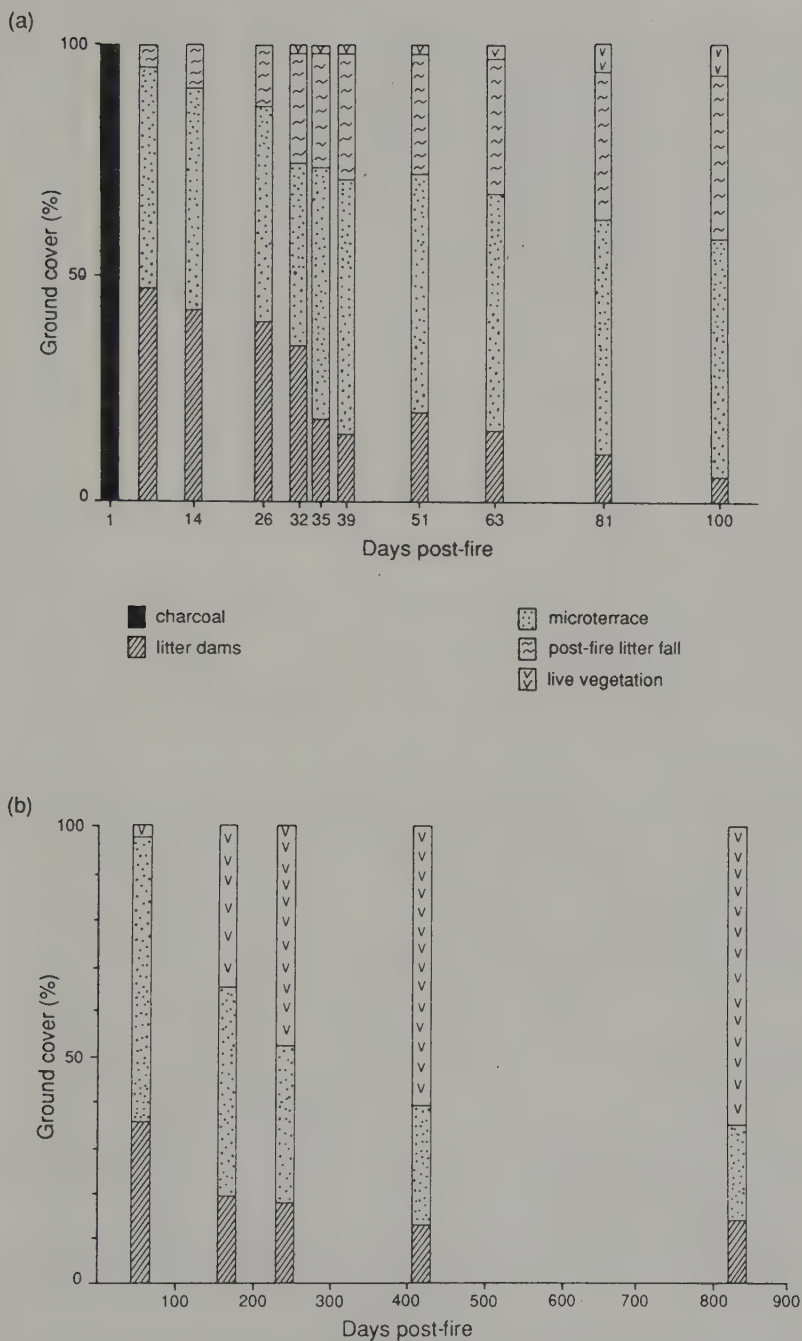 (a)
100
50
0
Ground cover (%)
1 14 26 32 35 39 51 63 81 100
Days post-fire
charcoal
litter dams
microterrace
post-fire litter fall
live vegetation
(b)
100
50
0
Ground cover (%)
100 200 300 400 500 600 700 800 900
Days post-fire